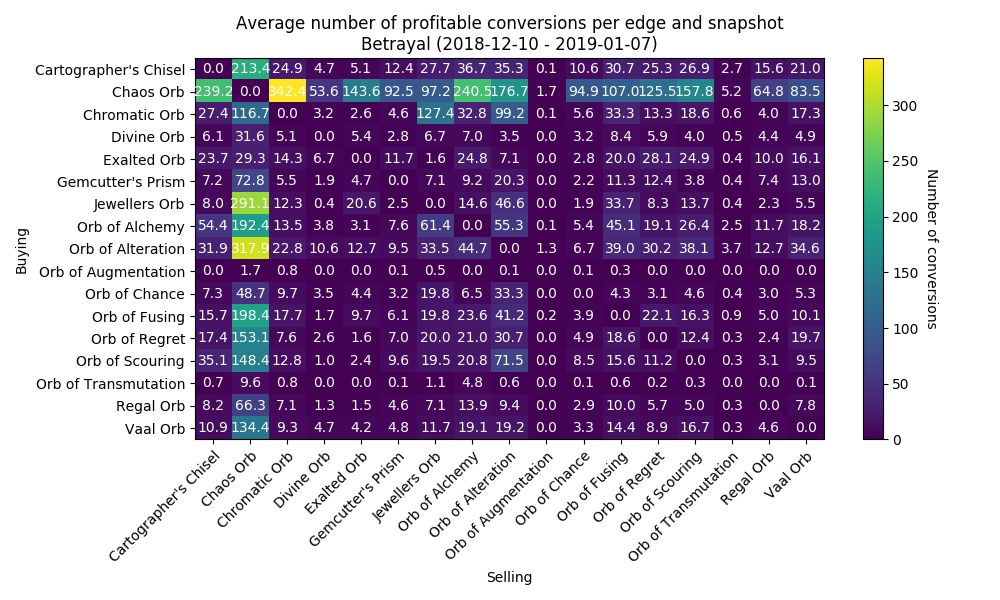 Average number of profitable conversions per edge and snapshot
Betrayal (2018-12-10 - 2019-01-07)
Buying
Cartographer's Chisel 0.0 213.4 24.9 4.7 5.1 12.4 27.7 36.7 35.3 0.1 10.6 30.7 25.3 26.9 2.7 15.6 21.0
Chaos Orb 239.2 0.0 342.4 53.6 143.6 92.5 97.2 240.5 176.7 1.7 94.9 107.0 125.5 157.8 5.2 64.8 83.5
Chromatic Orb 27.4 116.7 0.0 3.2 2.6 4.6 127.4 32.8 99.2 0.1 5.6 33.3 13.3 18.6 0.6 4.0 17.3
Divine Orb 6.1 31.6 5.1 0.0 5.4 2.8 6.7 7.0 3.5 0.0 3.2 8.4 5.9 4.0 0.5 4.4 4.9
Exalted Orb 23.7 29.3 14.3 6.7 0.0 11.7 1.6 24.8 7.1 0.0 2.8 20.0 28.1 24.9 0.4 10.0 16.1
Gemcutter's Prism 7.2 72.8 5.5 1.9 4.7 0.0 7.1 9.2 20.3 0.0 2.2 11.3 12.4 3.8 0.4 7.4 13.0
Jewellers Orb 8.0 291.1 12.3 0.4 20.6 2.5 0.0 14.6 46.6 0.0 1.9 33.7 8.3 13.7 0.4 2.3 5.5
Orb of Alchemy 54.4 192.4 13.5 3.8 3.1 7.6 61.4 0.0 55.3 0.1 5.4 45.1 19.1 26.4 2.5 11.7 18.2
Orb of Alteration 31.9 317.9 22.8 10.6 12.7 9.5 33.5 44.7 0.0 1.3 6.7 39.0 30.2 38.1 3.7 12.7 34.6
Orb of Augmentation 0.0 1.7 0.8 0.0 0.0 0.1 0.5 0.0 0.1 0.0 0.1 0.3 0.0 0.0 0.0 0.0 0.0
Orb of Chance 7.3 48.7 9.7 3.5 4.4 3.2 19.8 6.5 33.3 0.0 0.0 4.3 3.1 4.6 0.4 3.0 5.3
Orb of Fusing 15.7 198.4 17.7 1.7 9.7 6.1 19.8 23.6 41.2 0.2 3.9 0.0 22.1 16.3 0.9 5.0 10.1
Orb of Regret 17.4 153.1 7.6 2.6 1.6 7.0 20.0 21.0 30.7 0.0 4.9 18.6 0.0 12.4 0.3 2.4 19.7
Orb of Scouring 35.1 148.4 12.8 1.0 2.4 9.6 19.5 20.8 71.5 0.0 8.5 15.6 11.2 0.0 0.3 3.1 9.5
Orb of Transmutation 0.7 9.6 0.8 0.0 0.0 0.1 1.1 4.8 0.6 0.0 0.1 0.6 0.2 0.3 0.0 0.0 0.1
Regal Orb 8.2 66.3 7.1 1.3 1.5 4.6 7.1 13.9 9.4 0.0 2.9 10.0 5.7 5.0 0.3 0.0 7.8
Vaal Orb 10.9 134.4 9.3 4.7 4.2 4.8 11.7 19.1 19.2 0.0 3.3 14.4 8.9 16.7 0.3 4.6 0.0
Cartographer's Chisel
Chaos Orb
Chromatic Orb
Divine Orb
Exalted Orb
Gemcutter's Prism
Jewellers Orb
Orb of Alchemy
Orb of Alteration
Orb of Augmentation
Orb of Chance
Orb of Fusing
Orb of Regret
Orb of Scouring
Orb of Transmutation
Regal Orb
Vaal Orb
Selling
300
250
200
150
100
50
0
Number of conversions